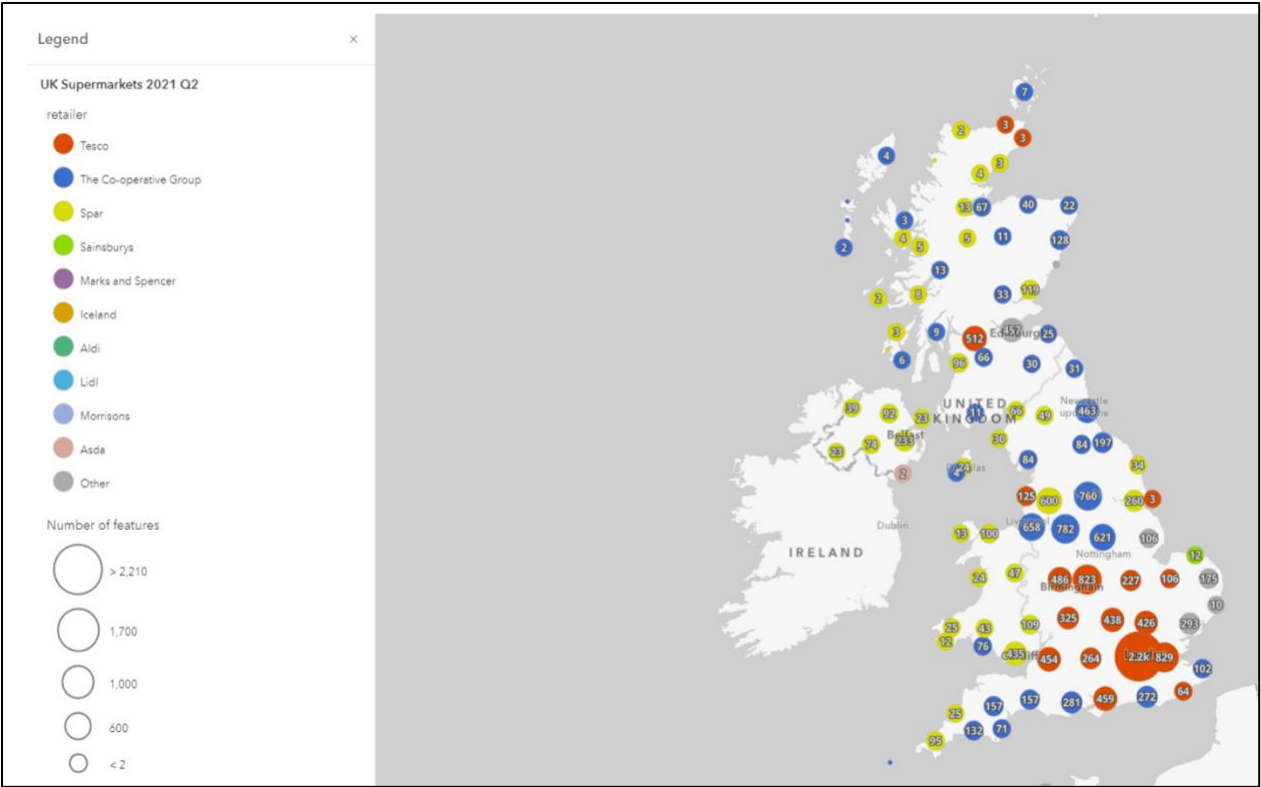 Legend ×
UK Supermarkets 2021 Q2
retailer
Tesco
The Co-operative Group
Spar
Sainsburys
Marks and Spencer
Iceland
Aldi
Lidl
Morrisons
Asda
Other
Number of features
> 2,210
1,700
1,000
600
< 2
7
2 3
3
4
4 3
13 67 40 22
3
2 4 5 5 11 128
13
2 8 33 119
3 9 512 Edinburgh 457 25
6 96 66 30 31
UNITED
KINGDOM
Newcastle
39 92 23 11 66 49 463
Belfast
23 74 233 30 84 197
2 4 24 84 34
125 600 760 260 3
Dublin
13 100 658 782 621 106
IRELAND
Nottingham
12
24 47 486 823 227 106 175
Birmingham
10
25 43 109 325 438 426 293
12 76
Cardiff
435 454 264 2.2k 829 102
25 157 157 281 459 272 64
95 132 71